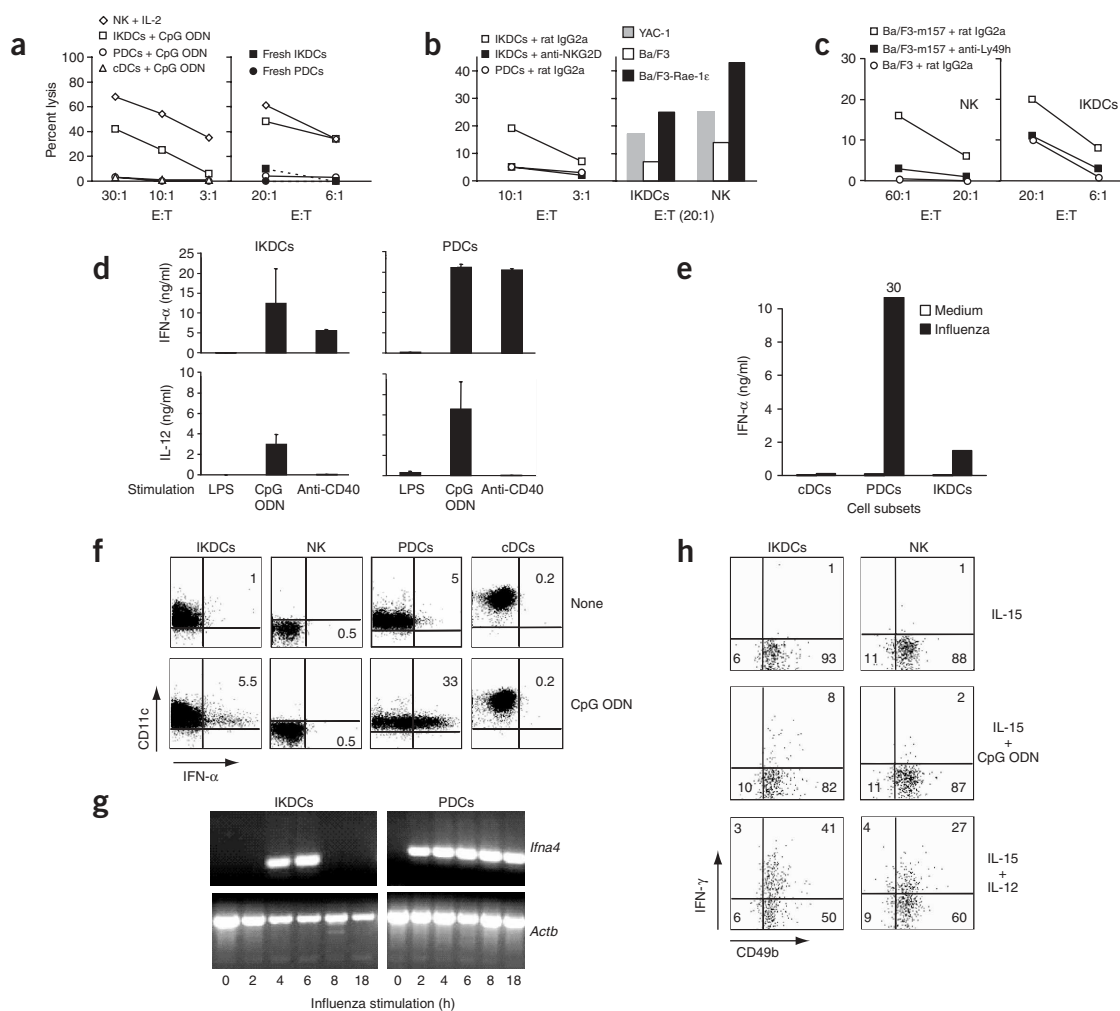 a
NK + IL-2
IKDCs + CpG ODN
PDCs + CpG ODN
cDCs + CpG ODN
Fresh IKDCs
Fresh PDCs
Percent lysis
100
80
60
40
20
0
30:1 10:1 3:1
E:T
20:1 6:1
E:T
b
IKDCs + rat IgG2a
IKDCs + anti-NKG2D
PDCs + rat IgG2a
YAC-1
Ba/F3
Ba/F3-Rae-1ε
40
30
20
10
0
10:1 3:1
E:T
IKDCs NK
E:T (20:1)
c
Ba/F3-m157 + rat IgG2a
Ba/F3-m157 + anti-Ly49h
Ba/F3 + rat IgG2a
30
20
10
0
NK
60:1 20:1
E:T
IKDCs
20:1 6:1
E:T
d
IKDCs PDCs
IFN-α (ng/ml)
25
20
15
10
5
0
IL-12 (ng/ml)
10
8
6
4
2
0
Stimulation LPS CpG ODN Anti-CD40
LPS CpG ODN Anti-CD40
e
30
Medium
Influenza
IFN-α (ng/ml)
10
8
6
4
2
0
cDCs PDCs IKDCs
Cell subsets
f
IKDCs NK PDCs cDCs
1 0.5 5 0.2
None
5.5 0.5 33 0.2
CpG ODN
CD11c
IFN-α
g
IKDCs PDCs
Ifna4
Actb
0 2 4 6 8 18 0 2 4 6 8 18
Influenza stimulation (h)
h
IKDCs NK
1 1
IL-15
6 93 11 88
8 2
IL-15
+
CpG ODN
10 82 11 87
3 41 4 27
IL-15
+
IL-12
6 50 9 60
IFN-γ
CD49b